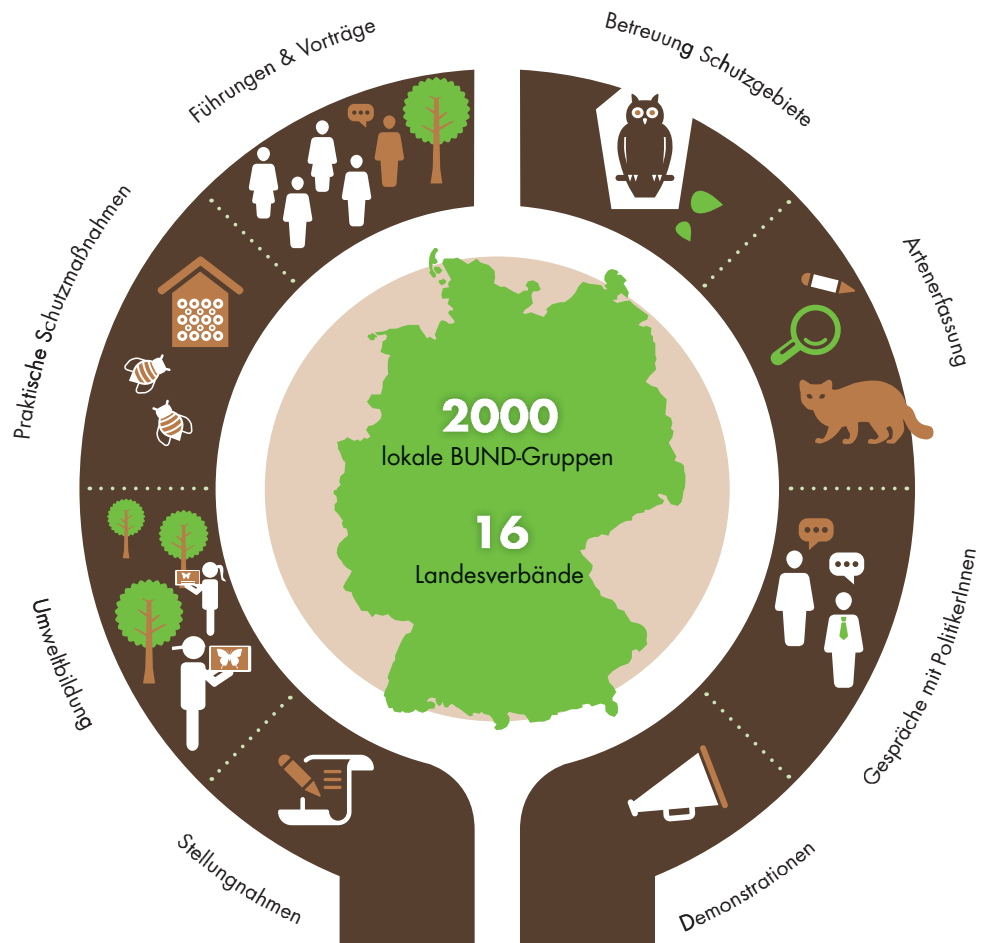 Führungen & Vorträge
Betreuung Schutzgebiete
Praktische Schutzmaßnahmen
Artenerfassung
2000
lokale BUND-Gruppen
16
Landesverbände
Umweltbildung
Gespräche mit PolitikerInnen
Stellungnahmen
Demonstrationen